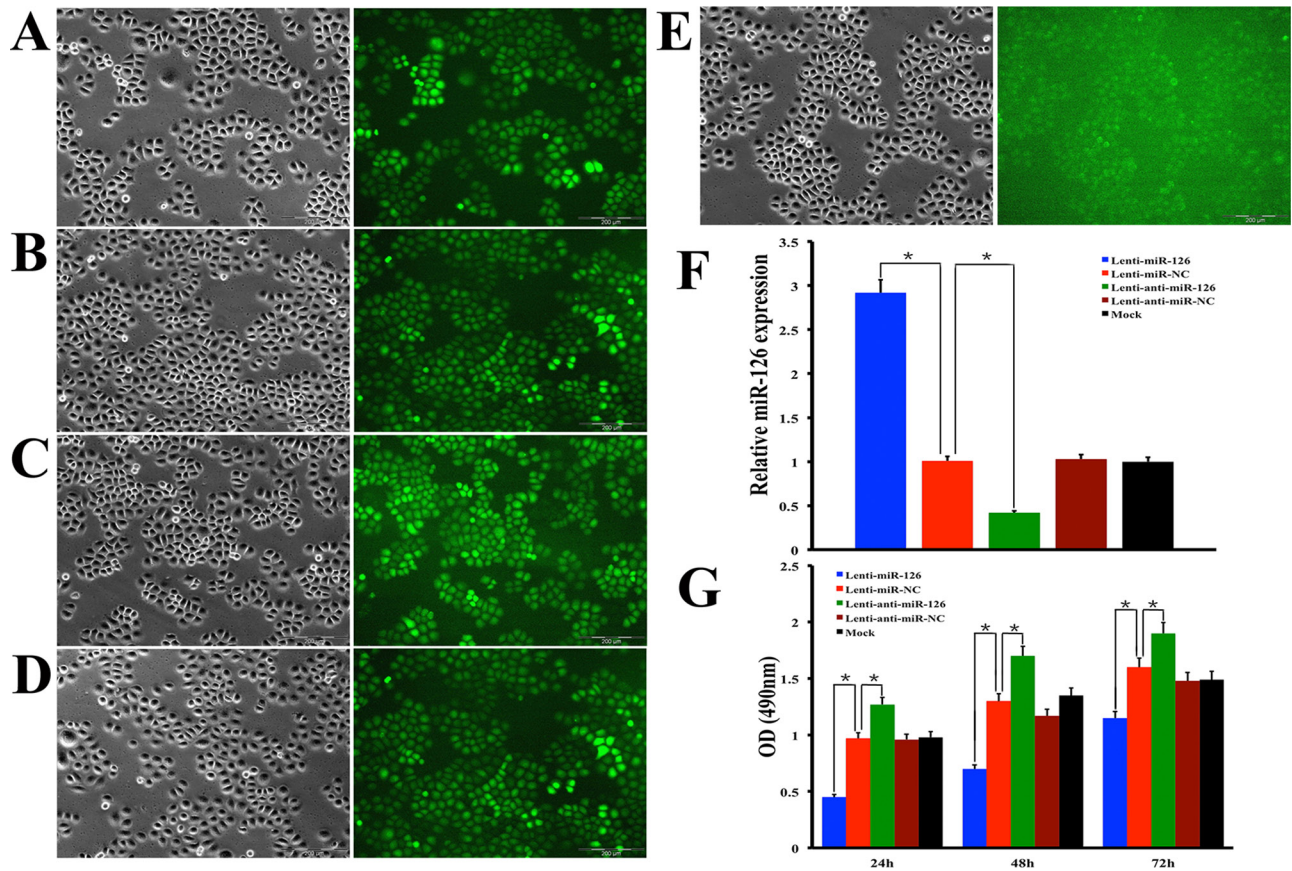 A
200 μm
200 μm
B
200 μm
C
200 μm
200 μm
D
200 μm
200 μm
E
200 μm
F
Relative miR-126 expression
3.5
3
2.5
2
1.5
1
0.5
0
* *
Lenti-miR-126
Lenti-miR-NC
Lenti-anti-miR-126
Lenti-anti-miR-NC
Mock
G
OD (490nm)
2.5
2
1.5
1
0.5
0
Lenti-miR-126
Lenti-miR-NC
Lenti-anti-miR-126
Lenti-anti-miR-NC
Mock
* *
* *
* *
24h 48h 72h